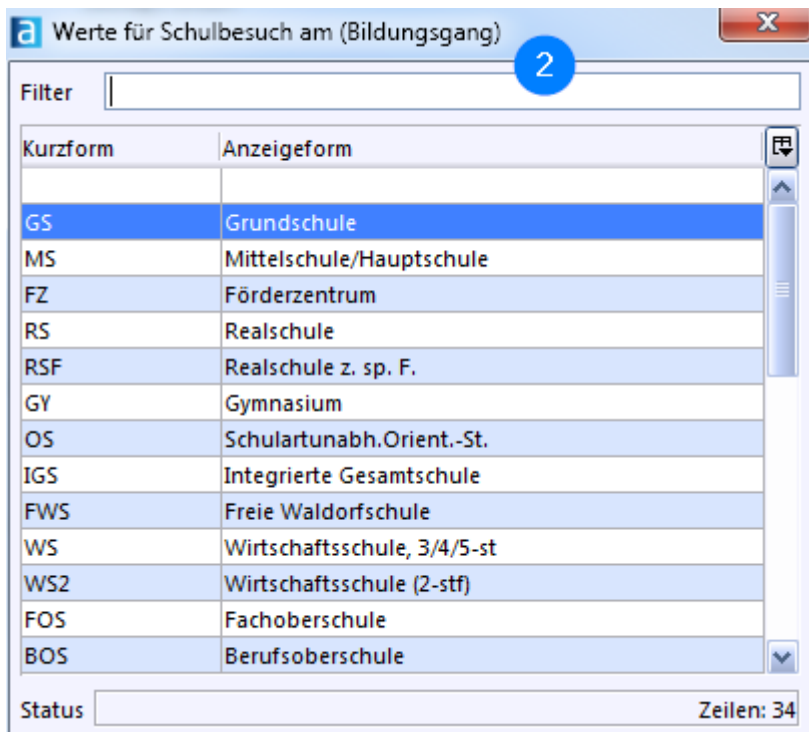 a Werte für Schulbesuch am (Bildungsgang)
2
Filter
Kurzform Anzeigeform
GS Grundschule
MS Mittelschule/Hauptschule
FZ Förderzentrum
RS Realschule
RSF Realschule z. sp. F.
GY Gymnasium
OS Schulartunabh.Orient.-St.
IGS Integrierte Gesamtschule
FWS Freie Waldorfschule
WS Wirtschaftsschule, 3/4/5-st
WS2 Wirtschaftsschule (2-stf)
FOS Fachoberschule
BOS Berufsoberschule
Status Zeilen: 34